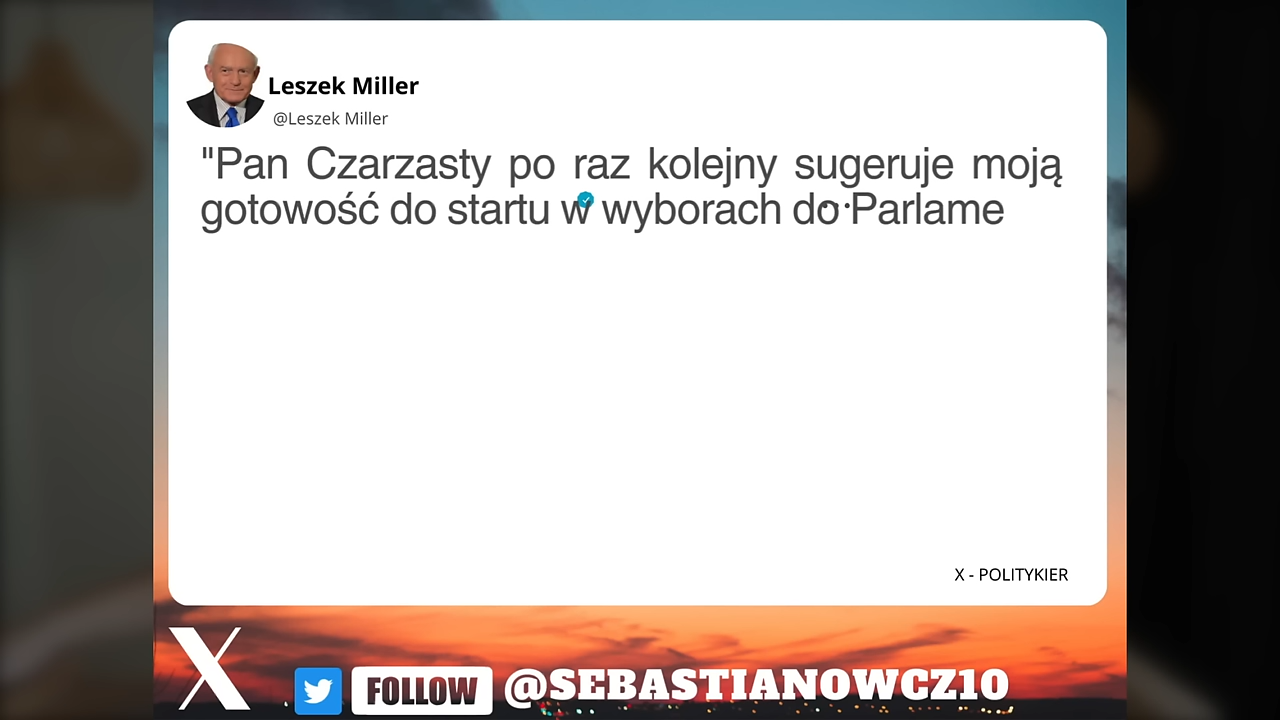 Leszek Miller
@Leszek Miller
"Pan Czarzasty po raz kolejny sugeruje moją
gotowość do startu w wyborach do Parlame
X - POLITYKIER
X
FOLLOW @SEBASTIANOWCZ10